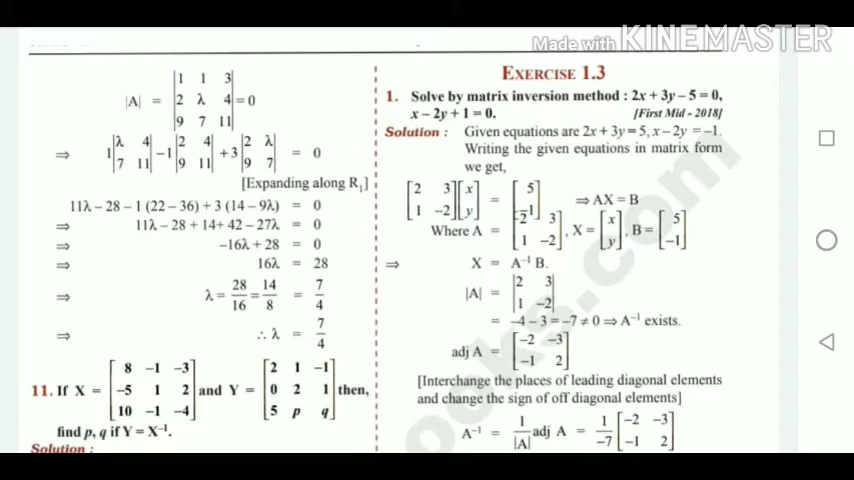 Made with KINEMASTER
|A| = |1 1 3; 2 λ 4; 9 7 11| = 0
⇒ 1|λ 4; 7 11| −1|2 4; 9 11| +3|2 λ; 9 7| = 0
[Expanding along R₁]
11λ – 28 – 1 (22 – 36) + 3 (14 – 9λ) = 0
⇒ 11λ – 28 + 14 + 42 – 27λ = 0
⇒ –16λ + 28 = 0
⇒ 16λ = 28
⇒ λ = 28/16 = 14/8 = 7/4
⇒ ∴ λ = 7/4
11. If X = [8 –1 –3; –5 1 2; 10 –1 –4] and Y = [2 1 –1; 0 2 1; 5 p q] then,
find p, q if Y = X⁻¹.
Solution :
EXERCISE 1.3
1. Solve by matrix inversion method : 2x + 3y – 5 = 0,
x – 2y + 1 = 0. [First Mid - 2018]
Solution : Given equations are 2x + 3y = 5, x – 2y = –1.
Writing the given equations in matrix form
we get,
[2 3; 1 –2][x; y] = [5; –1] ⇒ AX = B
Where A = [2 3; 1 –2], X = [x; y], B = [5; –1]
⇒ X = A⁻¹ B.
|A| = |2 3; 1 –2|
= –4 – 3 = –7 ≠ 0 ⇒ A⁻¹ exists.
adj A = [–2 –3; –1 2]
[Interchange the places of leading diagonal elements
and change the sign of off diagonal elements]
A⁻¹ = 1/|A| adj A = 1/–7 [–2 –3; –1 2]